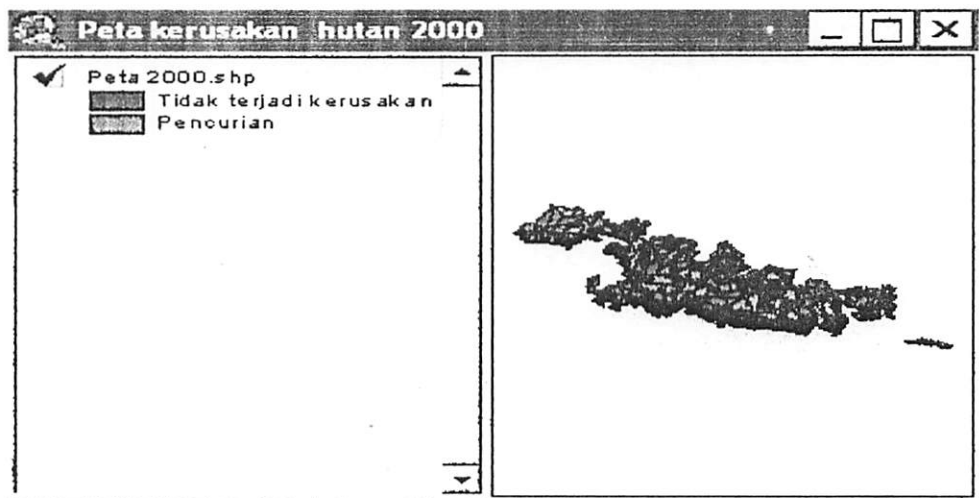 Peta kerusakan hutan 2000
Peta 2000.shp
Tidak terjadi kerusakan
Pencurian